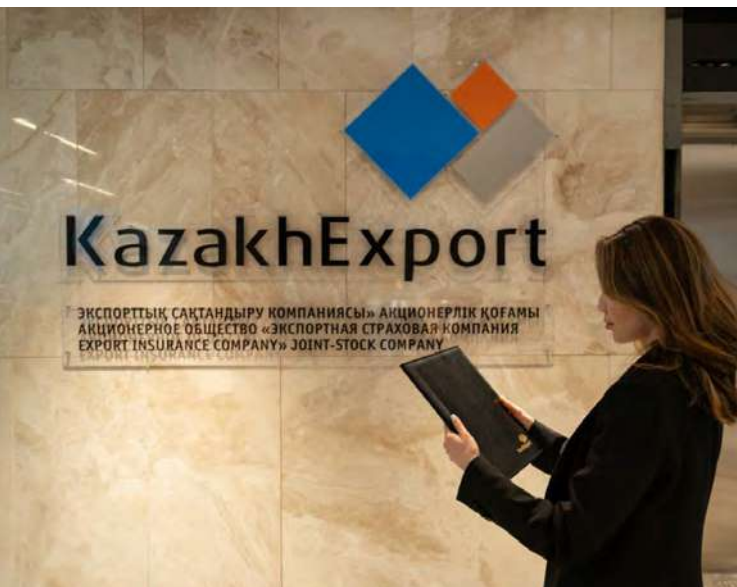 KazakhExport
ЭКСПОРТТЫҚ САҚТАНДЫРУ КОМПАНИЯСЫ» АКЦИОНЕРЛІК ҚОҒАМЫ
АКЦИОНЕРНОЕ ОБЩЕСТВО «ЭКСПОРТНАЯ СТРАХОВАЯ КОМПАНИЯ
EXPORT INSURANCE COMPANY» JOINT-STOCK COMPANY